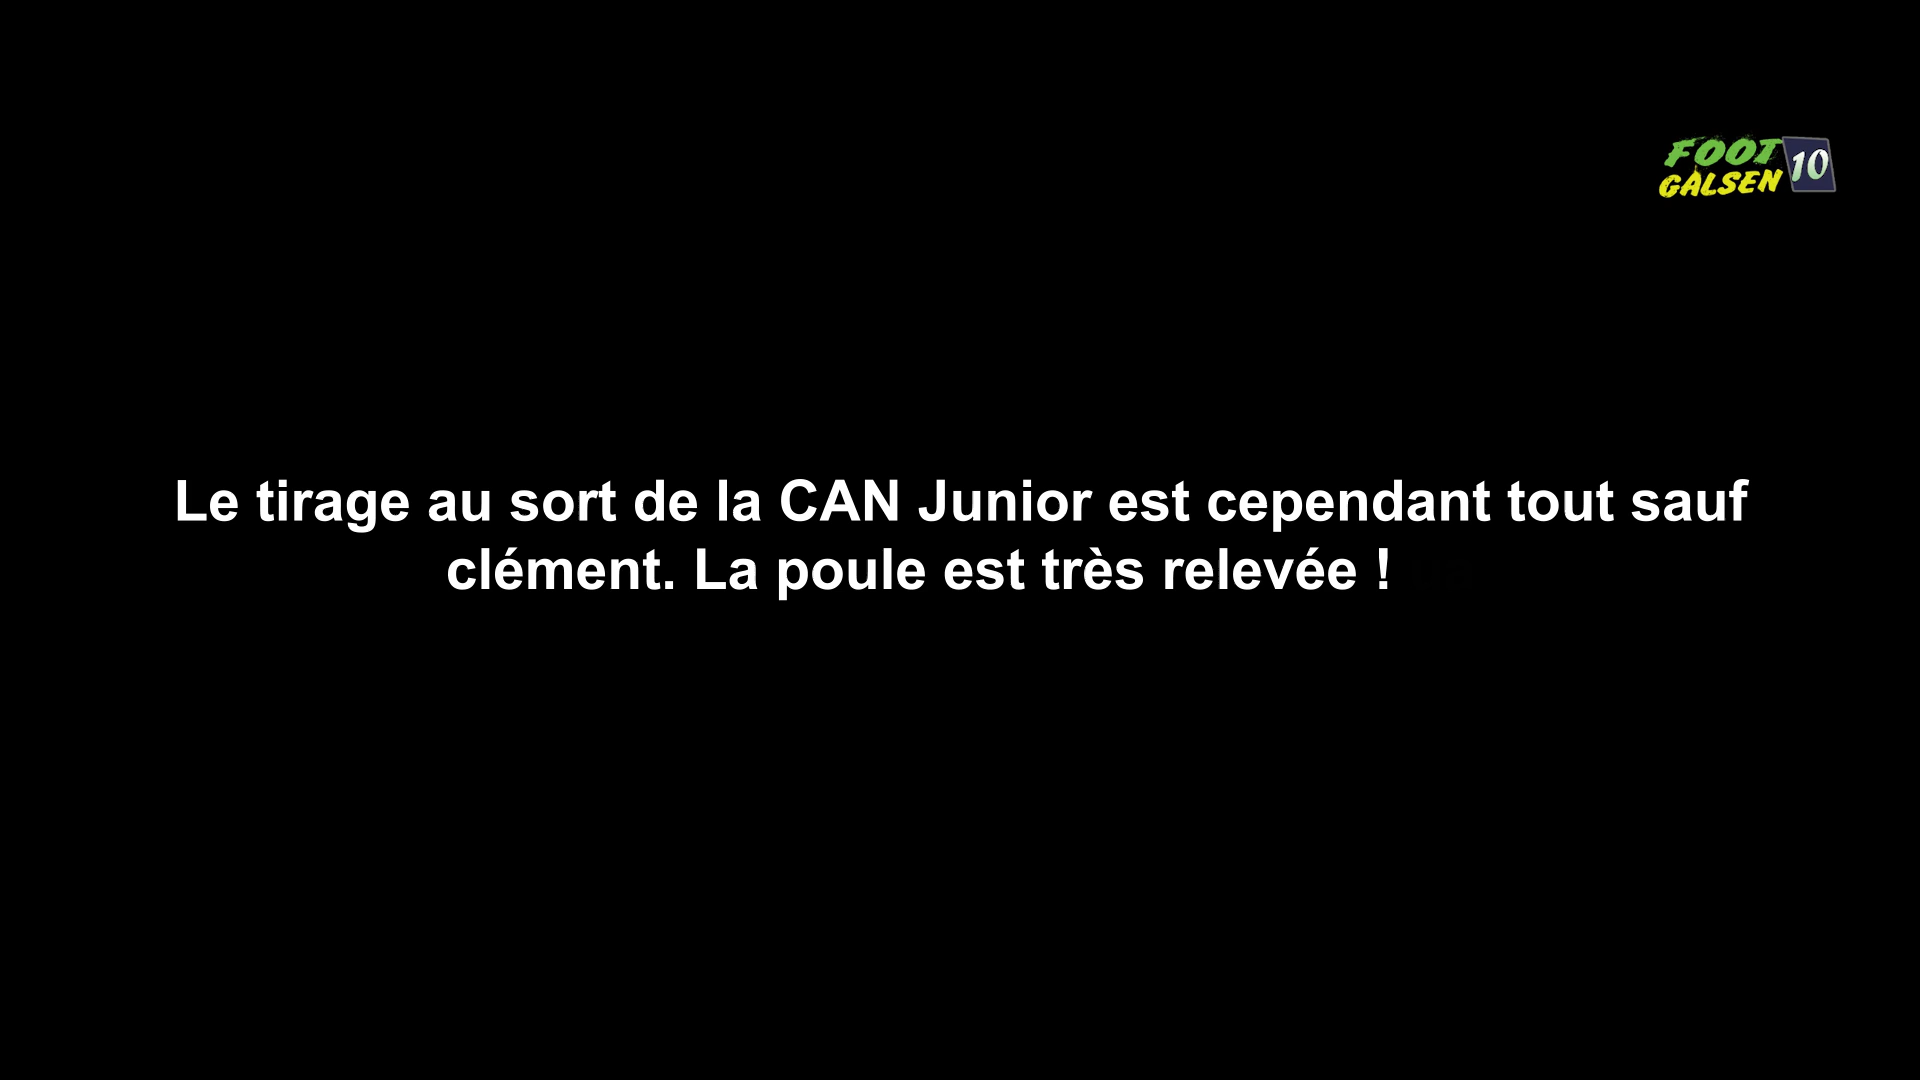 FOOT
GALSEN 10
Le tirage au sort de la CAN Junior est cependant tout sauf
clément. La poule est très relevée !